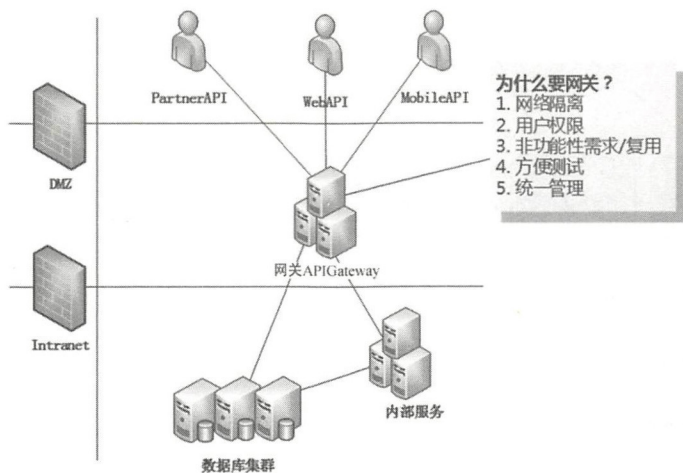 PartnerAPI
WebAPI
MobileAPI
为什么要网关？
1. 网络隔离
2. 用户权限
3. 非功能性需求/复用
4. 方便测试
5. 统一管理
DMZ
网关APIGateway
Intranet
内部服务
数据库集群